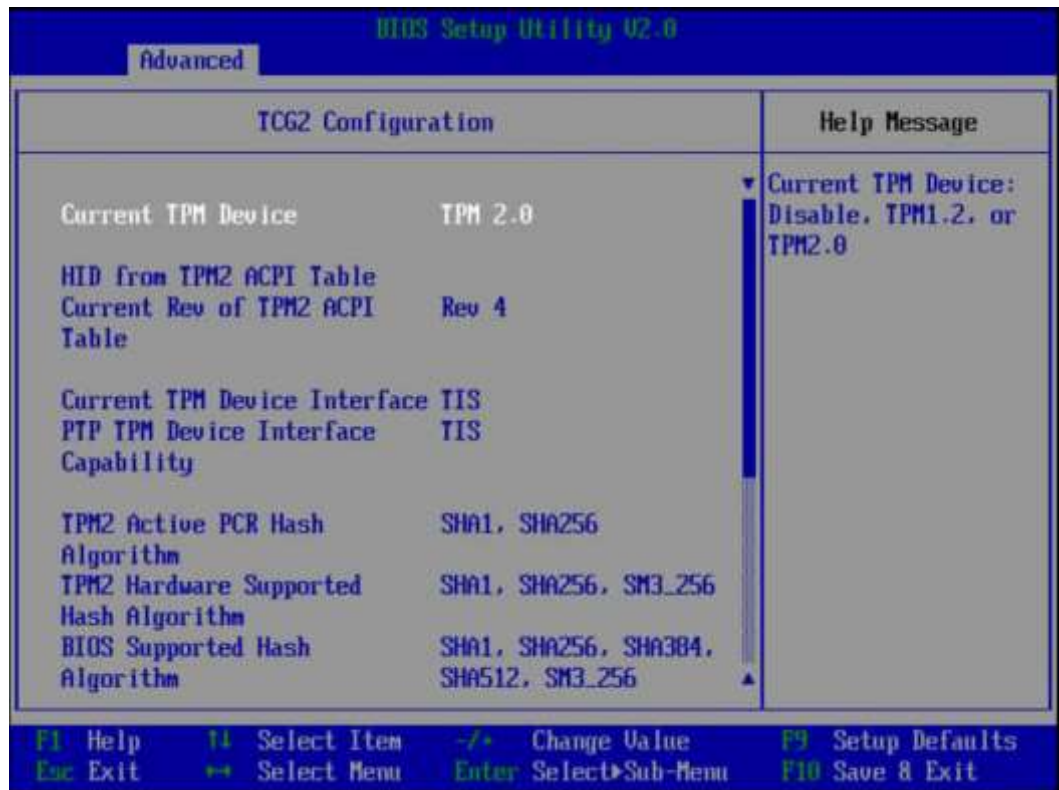 BIOS Setup Utility V2.0
Advanced
TCG2 Configuration
Current TPM Device TPM 2.0
HID from TPM2 ACPI Table
Current Rev of TPM2 ACPI Rev 4
Table
Current TPM Device Interface TIS
PTP TPM Device Interface TIS
Capability
TPM2 Active PCR Hash SHA1, SHA256
Algorithm
TPM2 Hardware Supported SHA1, SHA256, SM3_256
Hash Algorithm
BIOS Supported Hash SHA1, SHA256, SHA384,
Algorithm SHA512, SM3_256
Help Message
Current TPM Device:
Disable, TPM1.2, or
TPM2.0
F1 Help ↑↓ Select Item -/+ Change Value F9 Setup Defaults
Esc Exit ←→ Select Menu Enter Select▶Sub-Menu F10 Save & Exit